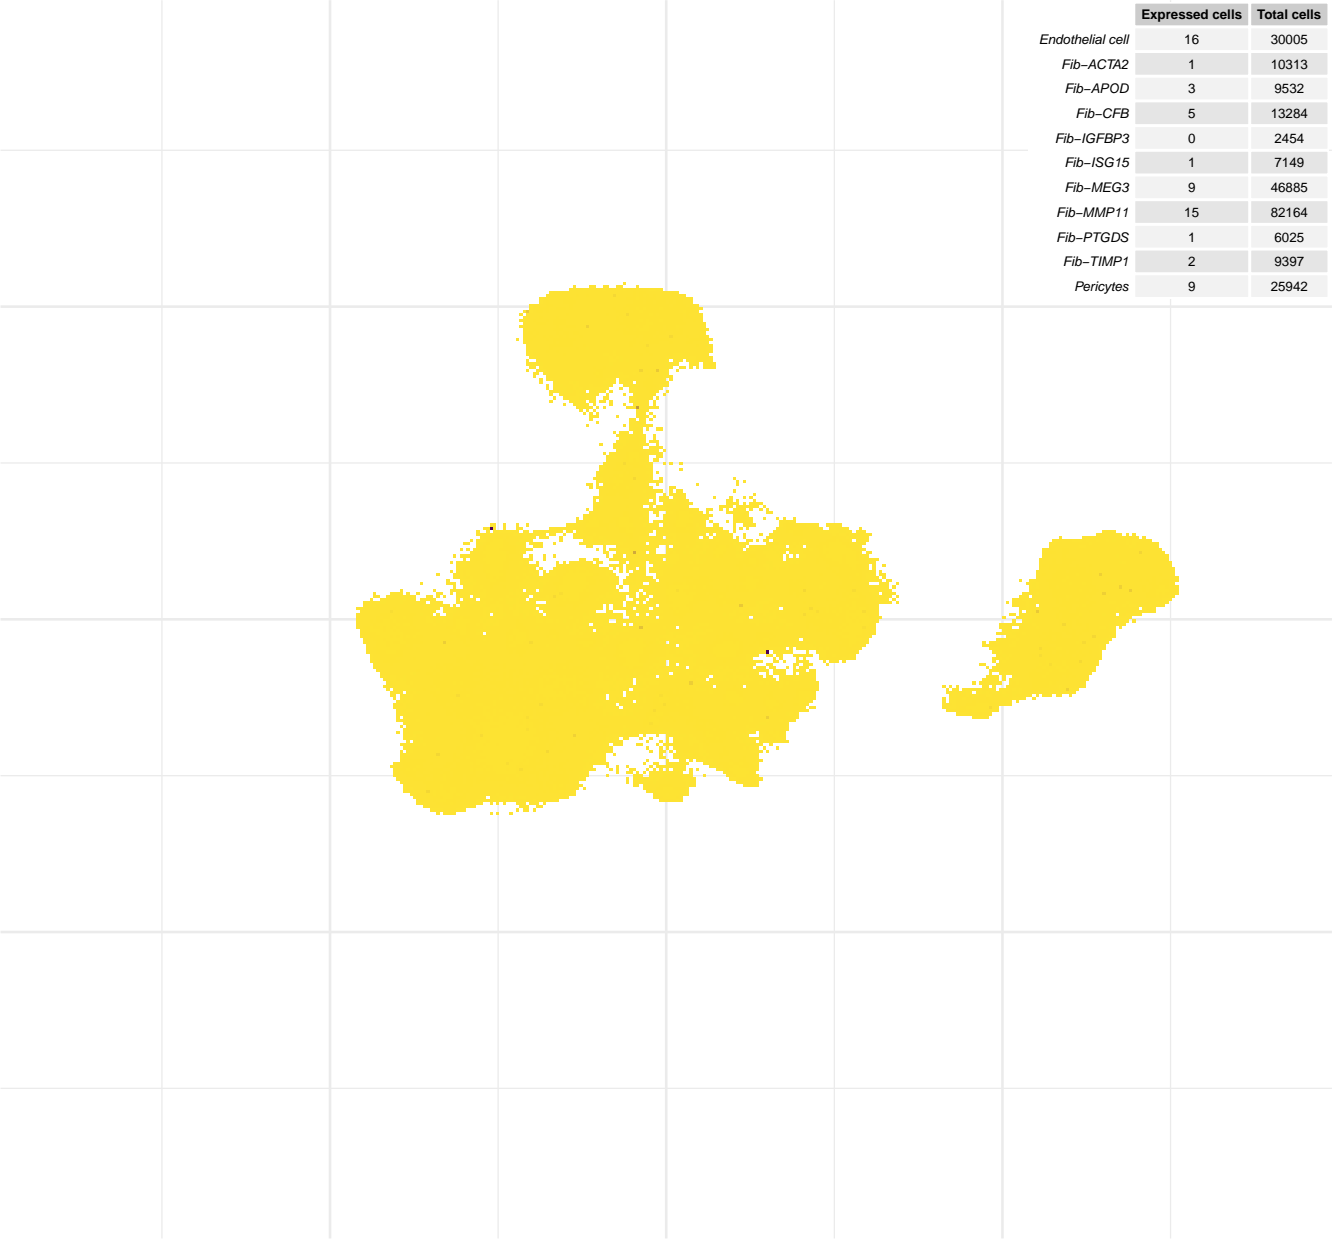 Expressed cells Total cells
Endothelial cell 16 30005
Fib−ACTA2 1 10313
Fib−APOD 3 9532
Fib−CFB 5 13284
Fib−IGFBP3 0 2454
Fib−ISG15 1 7149
Fib−MEG3 9 46885
Fib−MMP11 15 82164
Fib−PTGDS 1 6025
Fib−TIMP1 2 9397
Pericytes 9 25942